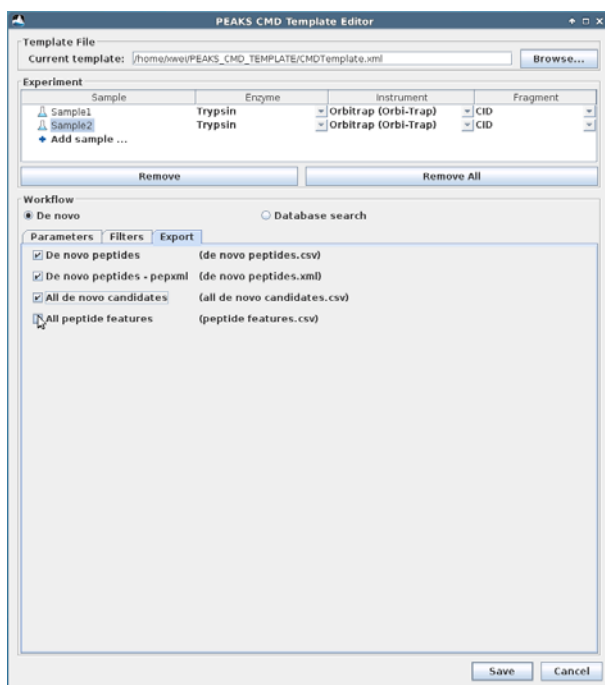 PEAKS CMD Template Editor
Template File
Current template: /home/xwei/PEAKS_CMD_TEMPLATE/CMDTemplate.xml Browse...
Experiment
Sample Enzyme Instrument Fragment
Sample1 Trypsin Orbitrap (Orbi-Trap) CID
Sample2 Trypsin Orbitrap (Orbi-Trap) CID
Add sample ...
Remove Remove All
Workflow
De novo Database search
Parameters Filters Export
De novo peptides (de novo peptides.csv)
De novo peptides - pepxml (de novo peptides.xml)
All de novo candidates (all de novo candidates.csv)
All peptide features (peptide features.csv)
Save Cancel